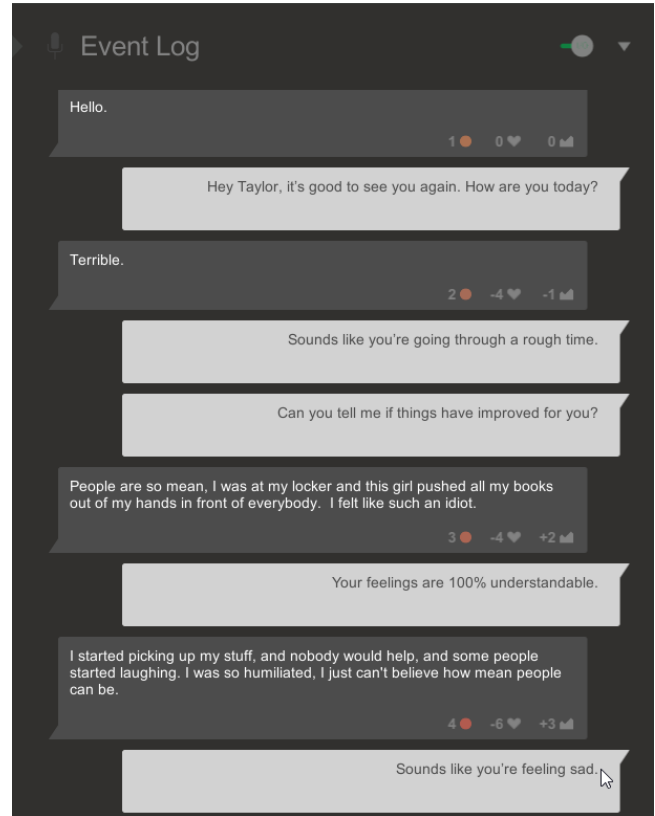 Event Log
Hello.
1 0 0
Hey Taylor, it's good to see you again. How are you today?
Terrible.
2 -4 -1
Sounds like you're going through a rough time.
Can you tell me if things have improved for you?
People are so mean, I was at my locker and this girl pushed all my books
out of my hands in front of everybody.  I felt like such an idiot.
3 -4 +2
Your feelings are 100% understandable.
I started picking up my stuff, and nobody would help, and some people
started laughing. I was so humiliated, I just can't believe how mean people
can be.
4 -6 +3
Sounds like you're feeling sad.